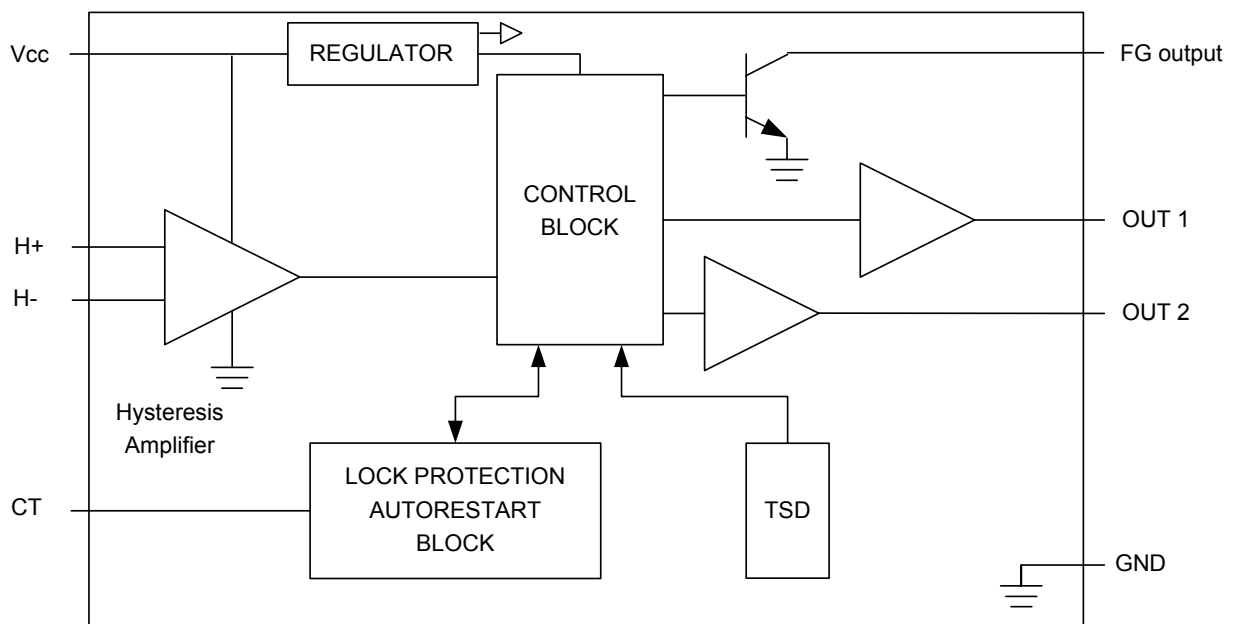 Vcc
REGULATOR
FG output
CONTROL
BLOCK
OUT 1
H+
H-
OUT 2
Hysteresis
Amplifier
LOCK PROTECTION
AUTORESTART
BLOCK
CT
TSD
GND